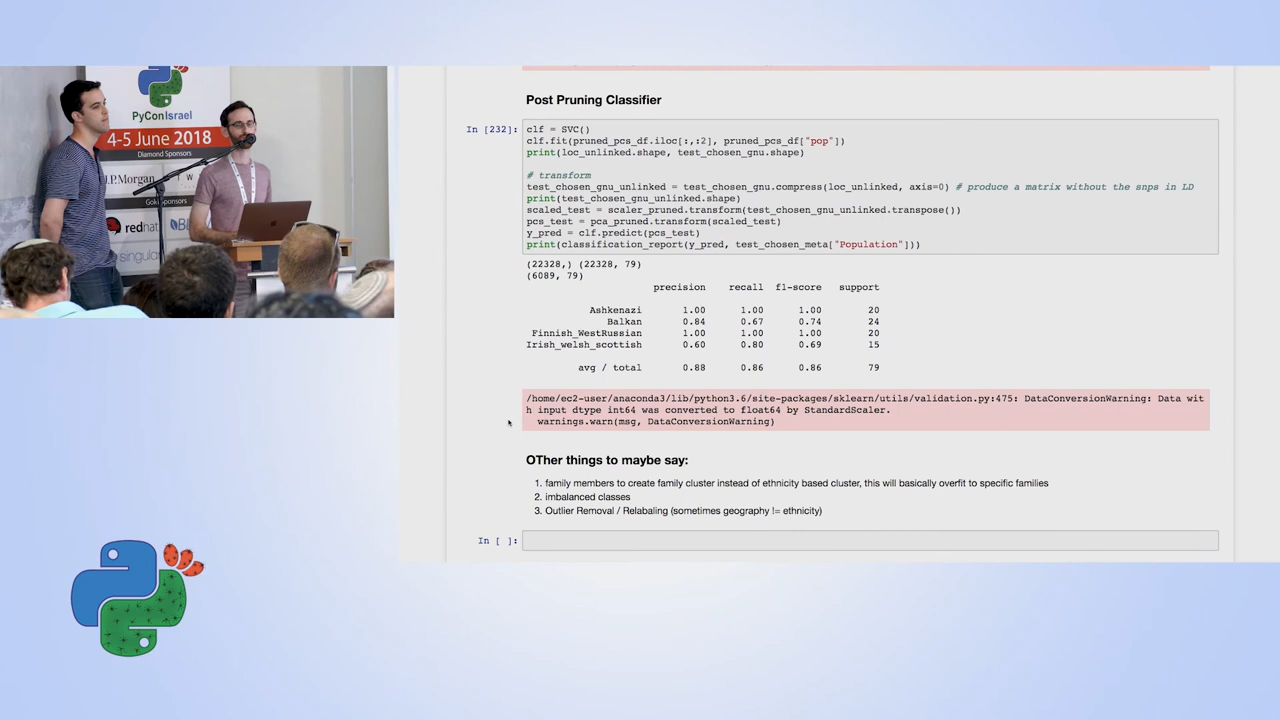 PyConIsrael
4-5 June 2018
Diamond Sponsors
J.P.Morgan
Gold Sponsors
redhat
singular
Post Pruning Classifier
In [232]:
clf = SVC()
clf.fit(pruned_pcs_df.iloc[:,:2], pruned_pcs_df["pop"])
print(loc_unlinked.shape, test_chosen_gnu.shape)
# transform
test_chosen_gnu_unlinked = test_chosen_gnu.compress(loc_unlinked, axis=0) # produce a matrix without the snps in LD
print(test_chosen_gnu_unlinked.shape)
scaled_test = scaler_pruned.transform(test_chosen_gnu_unlinked.transpose())
pcs_test = pca_pruned.transform(scaled_test)
y_pred = clf.predict(pcs_test)
print(classification_report(y_pred, test_chosen_meta["Population"]))
(22328,) (22328, 79)
(6089, 79)
precision recall f1-score support
Ashkenazi 1.00 1.00 1.00 20
Balkan 0.84 0.67 0.74 24
Finnish_WestRussian 1.00 1.00 1.00 20
Irish_welsh_scottish 0.60 0.80 0.69 15
avg / total 0.88 0.86 0.86 79
/home/ec2-user/anaconda3/lib/python3.6/site-packages/sklearn/utils/validation.py:475: DataConversionWarning: Data wit
h input dtype int64 was converted to float64 by StandardScaler.
warnings.warn(msg, DataConversionWarning)
OTher things to maybe say:
1. family members to create family cluster instead of ethnicity based cluster, this will basically overfit to specific families
2. imbalanced classes
3. Outlier Removal / Relabaling (sometimes geography != ethnicity)
In [ ]: